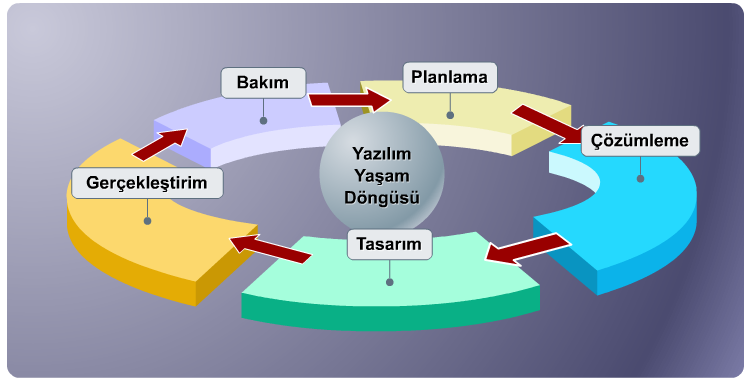 Bakım
Planlama
Çözümleme
Yazılım
Yaşam
Döngüsü
Gerçekleştirim
Tasarım